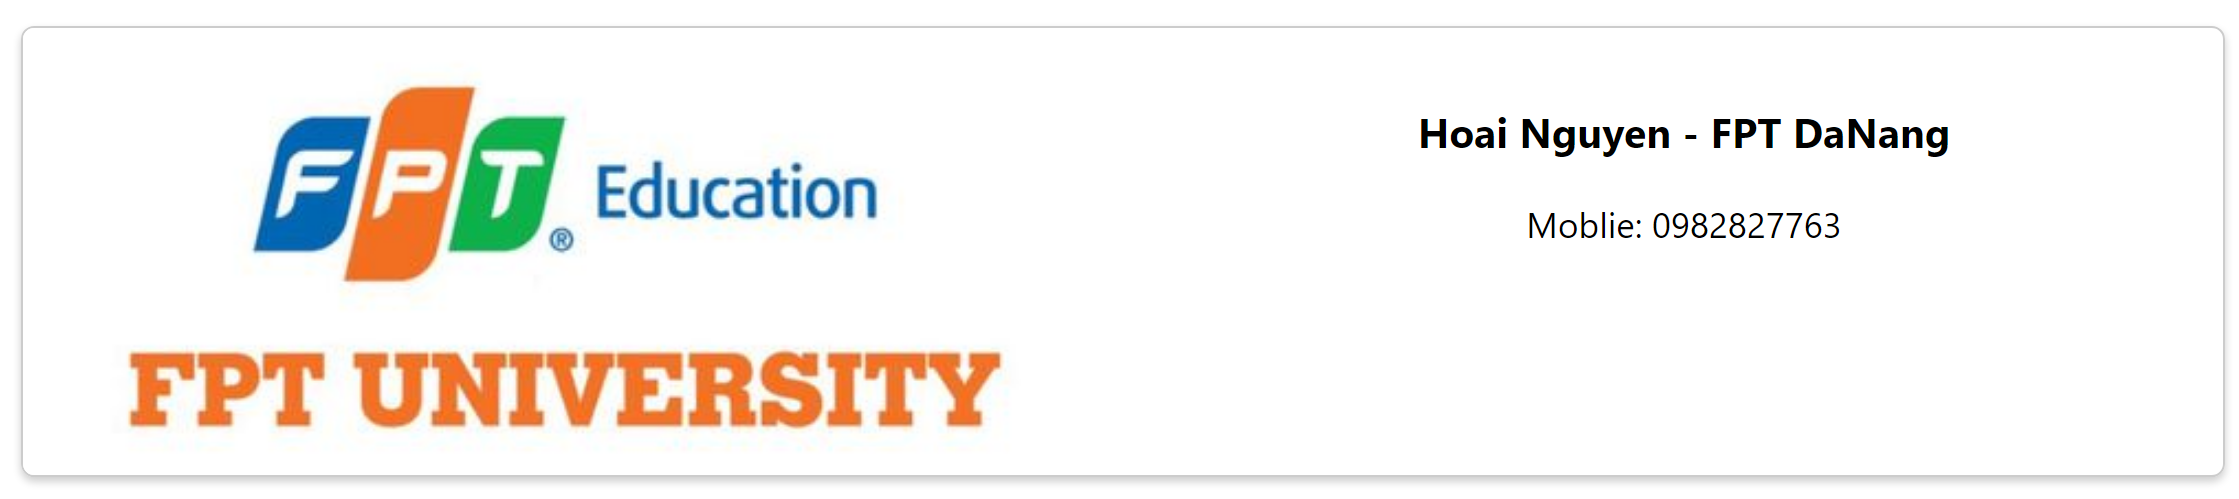 FPT® Education
FPT UNIVERSITY
Hoai Nguyen - FPT DaNang
Moblie: 0982827763